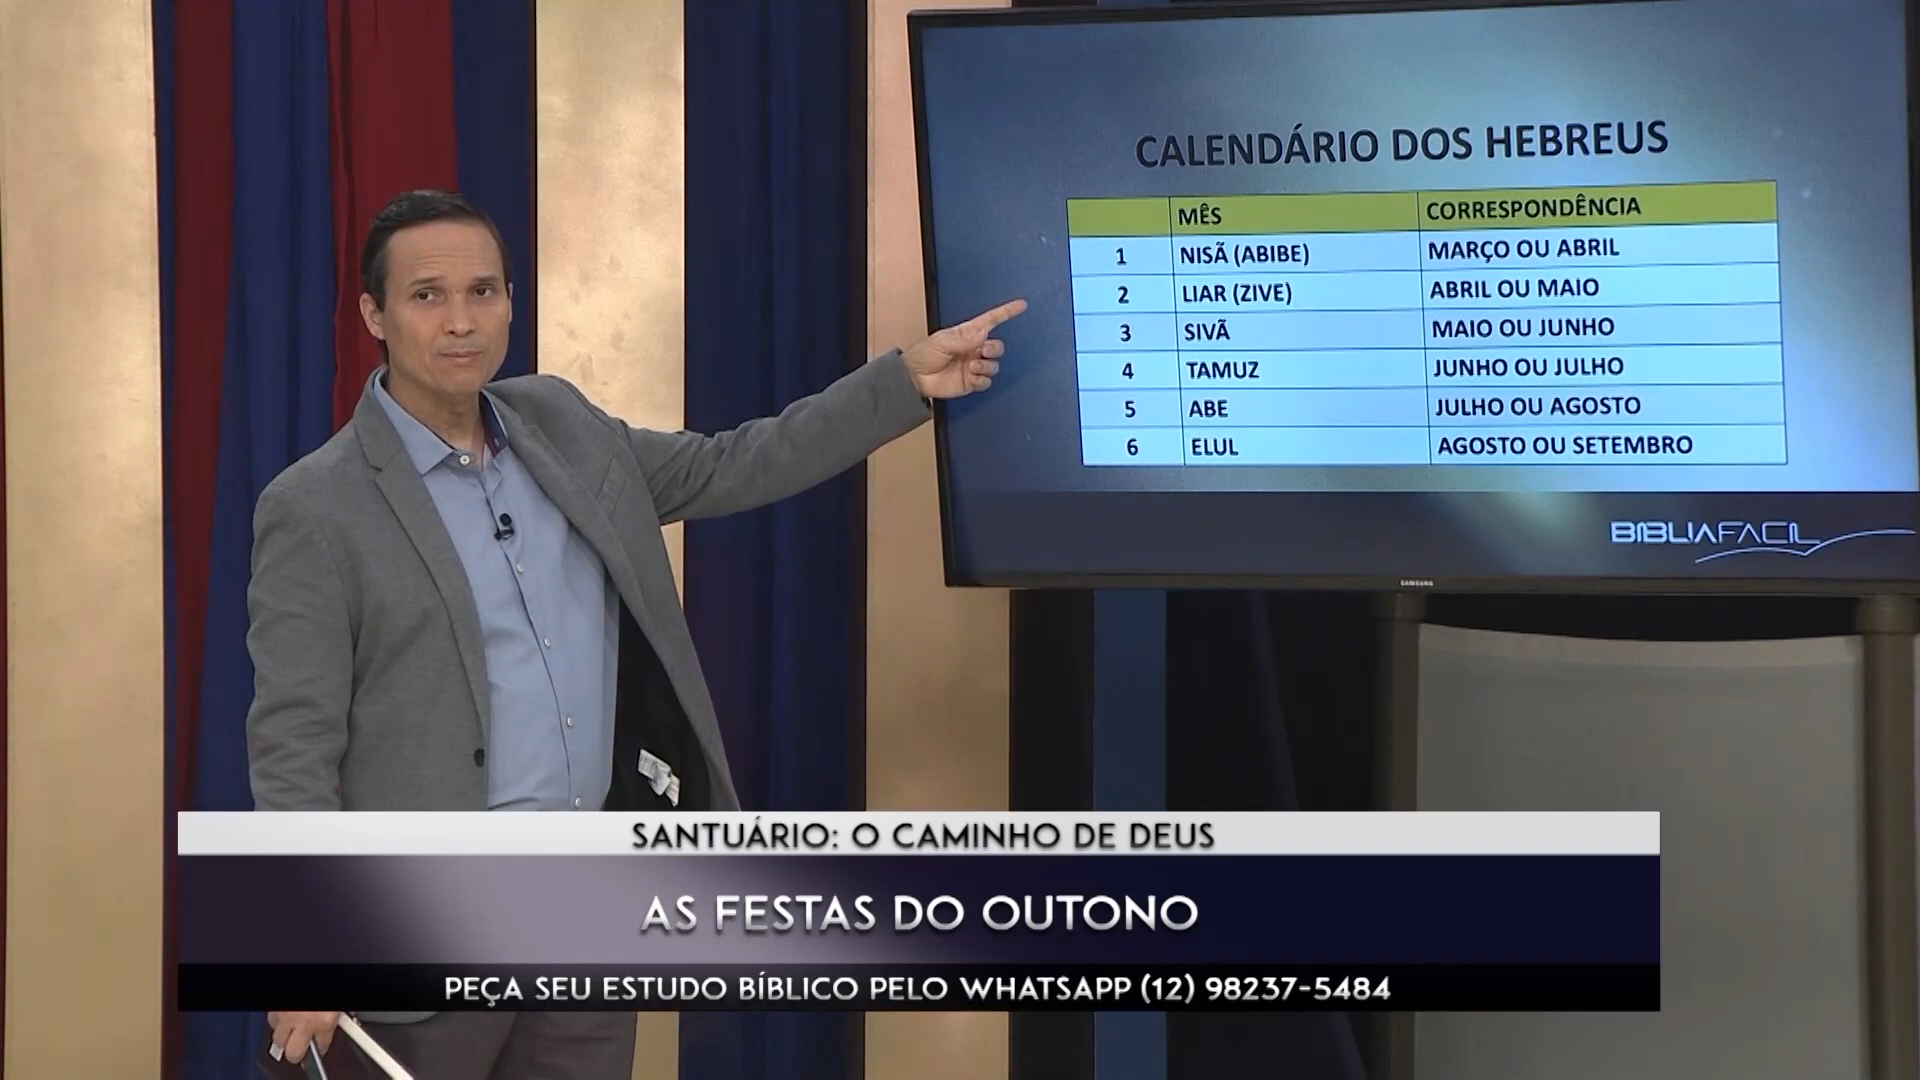 CALENDÁRIO DOS HEBREUS
MÊS CORRESPONDÊNCIA
1 NISÃ (ABIBE) MARÇO OU ABRIL
2 LIAR (ZIVE) ABRIL OU MAIO
3 SIVÃ MAIO OU JUNHO
4 TAMUZ JUNHO OU JULHO
5 ABE JULHO OU AGOSTO
6 ELUL AGOSTO OU SETEMBRO
BIBLIAFACIL
SAMSUNG
SANTUÁRIO: O CAMINHO DE DEUS
AS FESTAS DO OUTONO
PEÇA SEU ESTUDO BÍBLICO PELO WHATSAPP (12) 98237-5484